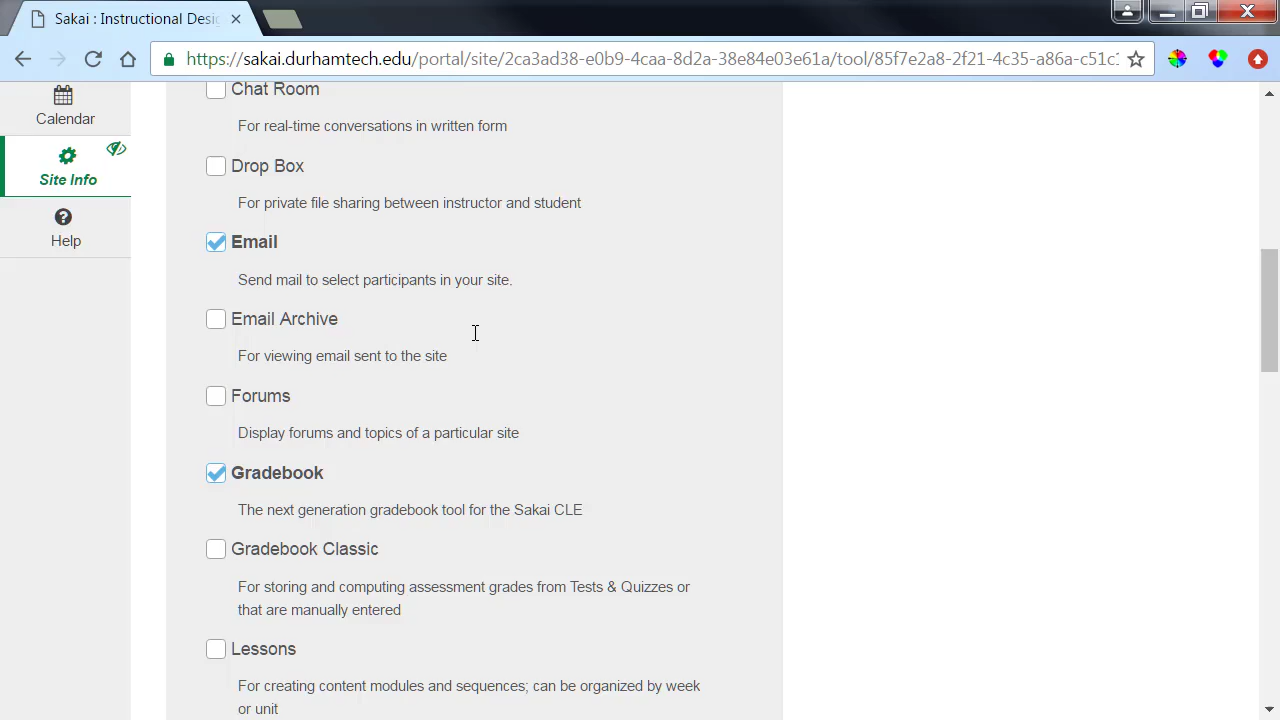 Sakai : Instructional Desi
https://sakai.durhamtech.edu/portal/site/2ca3ad38-e0b9-4caa-8d2a-38e84e03e61a/tool/85f7e2a8-2f21-4c35-a86a-c51c1
Calendar
Site Info
Help
Chat Room
For real-time conversations in written form
Drop Box
For private file sharing between instructor and student
Email
Send mail to select participants in your site.
Email Archive
For viewing email sent to the site
Forums
Display forums and topics of a particular site
Gradebook
The next generation gradebook tool for the Sakai CLE
Gradebook Classic
For storing and computing assessment grades from Tests & Quizzes or
that are manually entered
Lessons
For creating content modules and sequences; can be organized by week
or unit